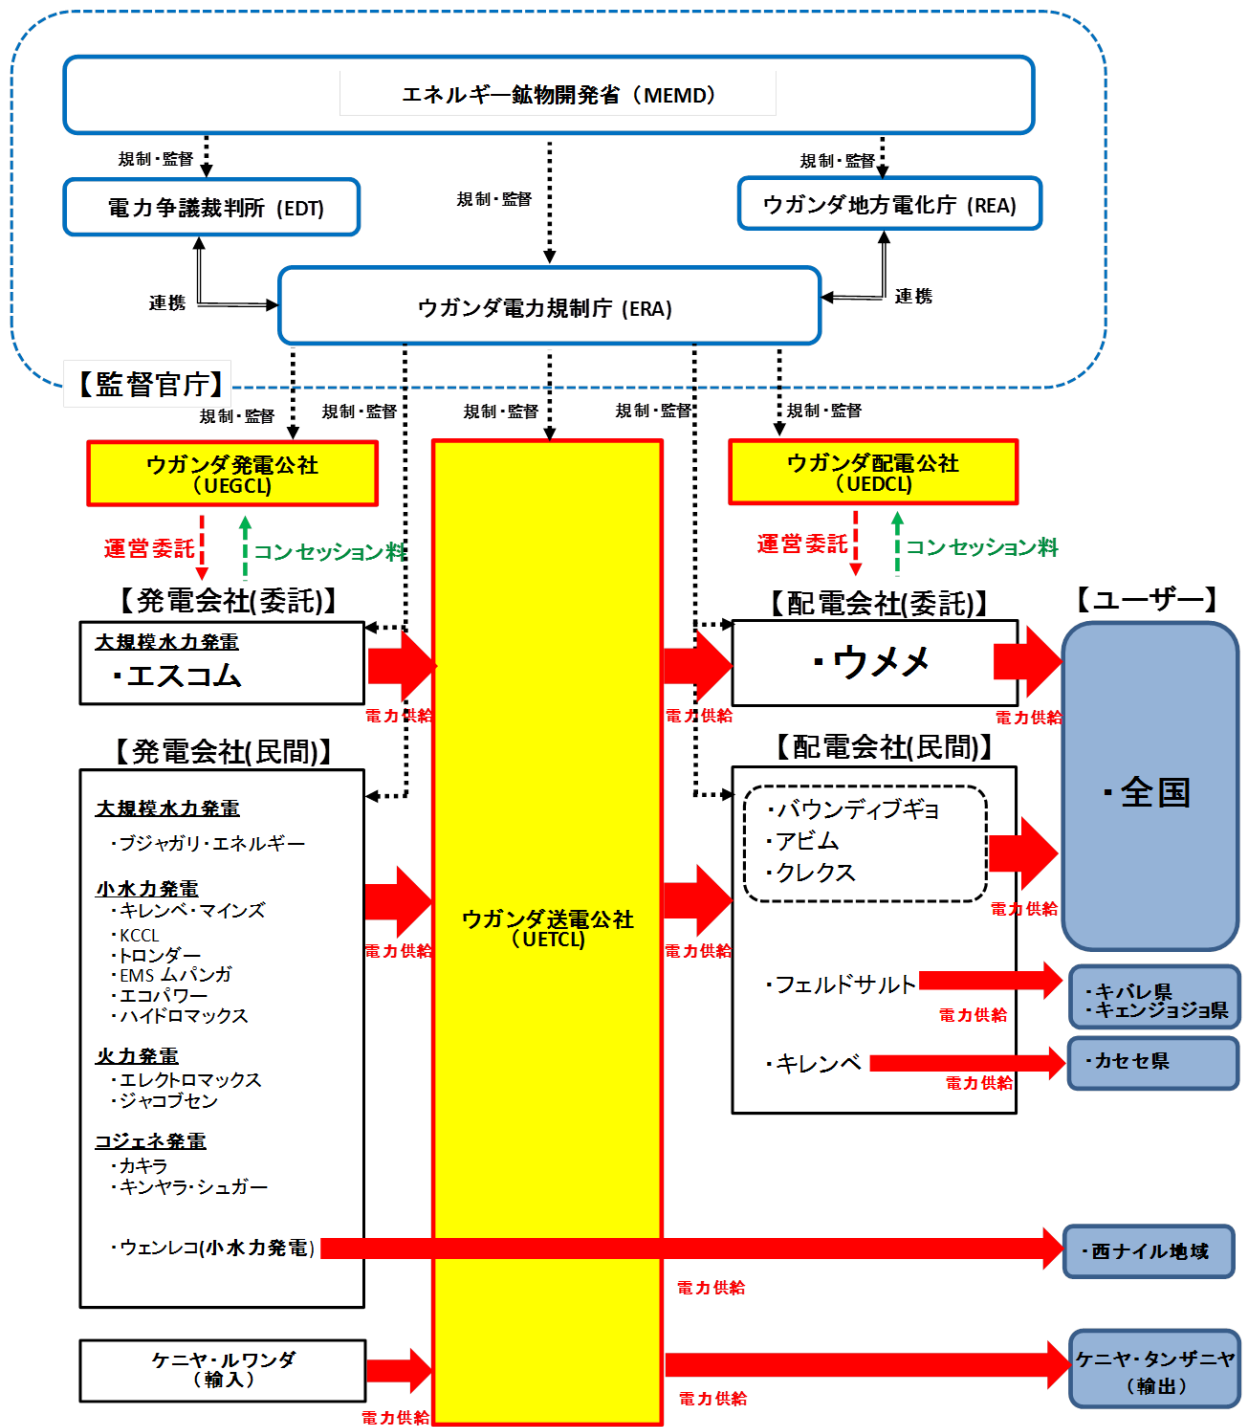 エネルギー鉱物開発省（MEMD）
規制・監督
規制・監督
規制・監督
電力争議裁判所 (EDT)
ウガンダ地方電化庁 (REA)
連携
ウガンダ電力規制庁 (ERA)
連携
【監督官庁】
規制・監督
規制・監督
規制・監督
規制・監督
規制・監督
ウガンダ発電公社
（UEGCL)
ウガンダ配電公社
（UEDCL)
運営委託
コンセッション料
運営委託
コンセッション料
【発電会社(委託)】
大規模水力発電
・エスコム
電力供給
電力供給
【配電会社(委託)】
・ウメメ
電力供給
【ユーザー】
・全国
【発電会社(民間)】
大規模水力発電
・ブジャガリ・エネルギー
小水力発電
・キレンベ・マインズ
・KCCL
・トロンダー
・EMS ムパンガ
・エコパワー
・ハイドロマックス
火力発電
・エレクトロマックス
・ジャコブセン
コジェネ発電
・カキラ
・キンヤラ・シュガー
・ウェンレコ(小水力発電)
電力供給
ウガンダ送電公社
（UETCL)
電力供給
【配電会社(民間)】
・バウンディブギョ
・アビム
・クレクス
電力供給
・フェルドサルト
電力供給
・キバレ県
・キェンジョジョ県
・キレンベ
電力供給
・カセセ県
電力供給
・西ナイル地域
ケニヤ・ルワンダ
（輸入）
電力供給
電力供給
ケニヤ・タンザニヤ
（輸出）